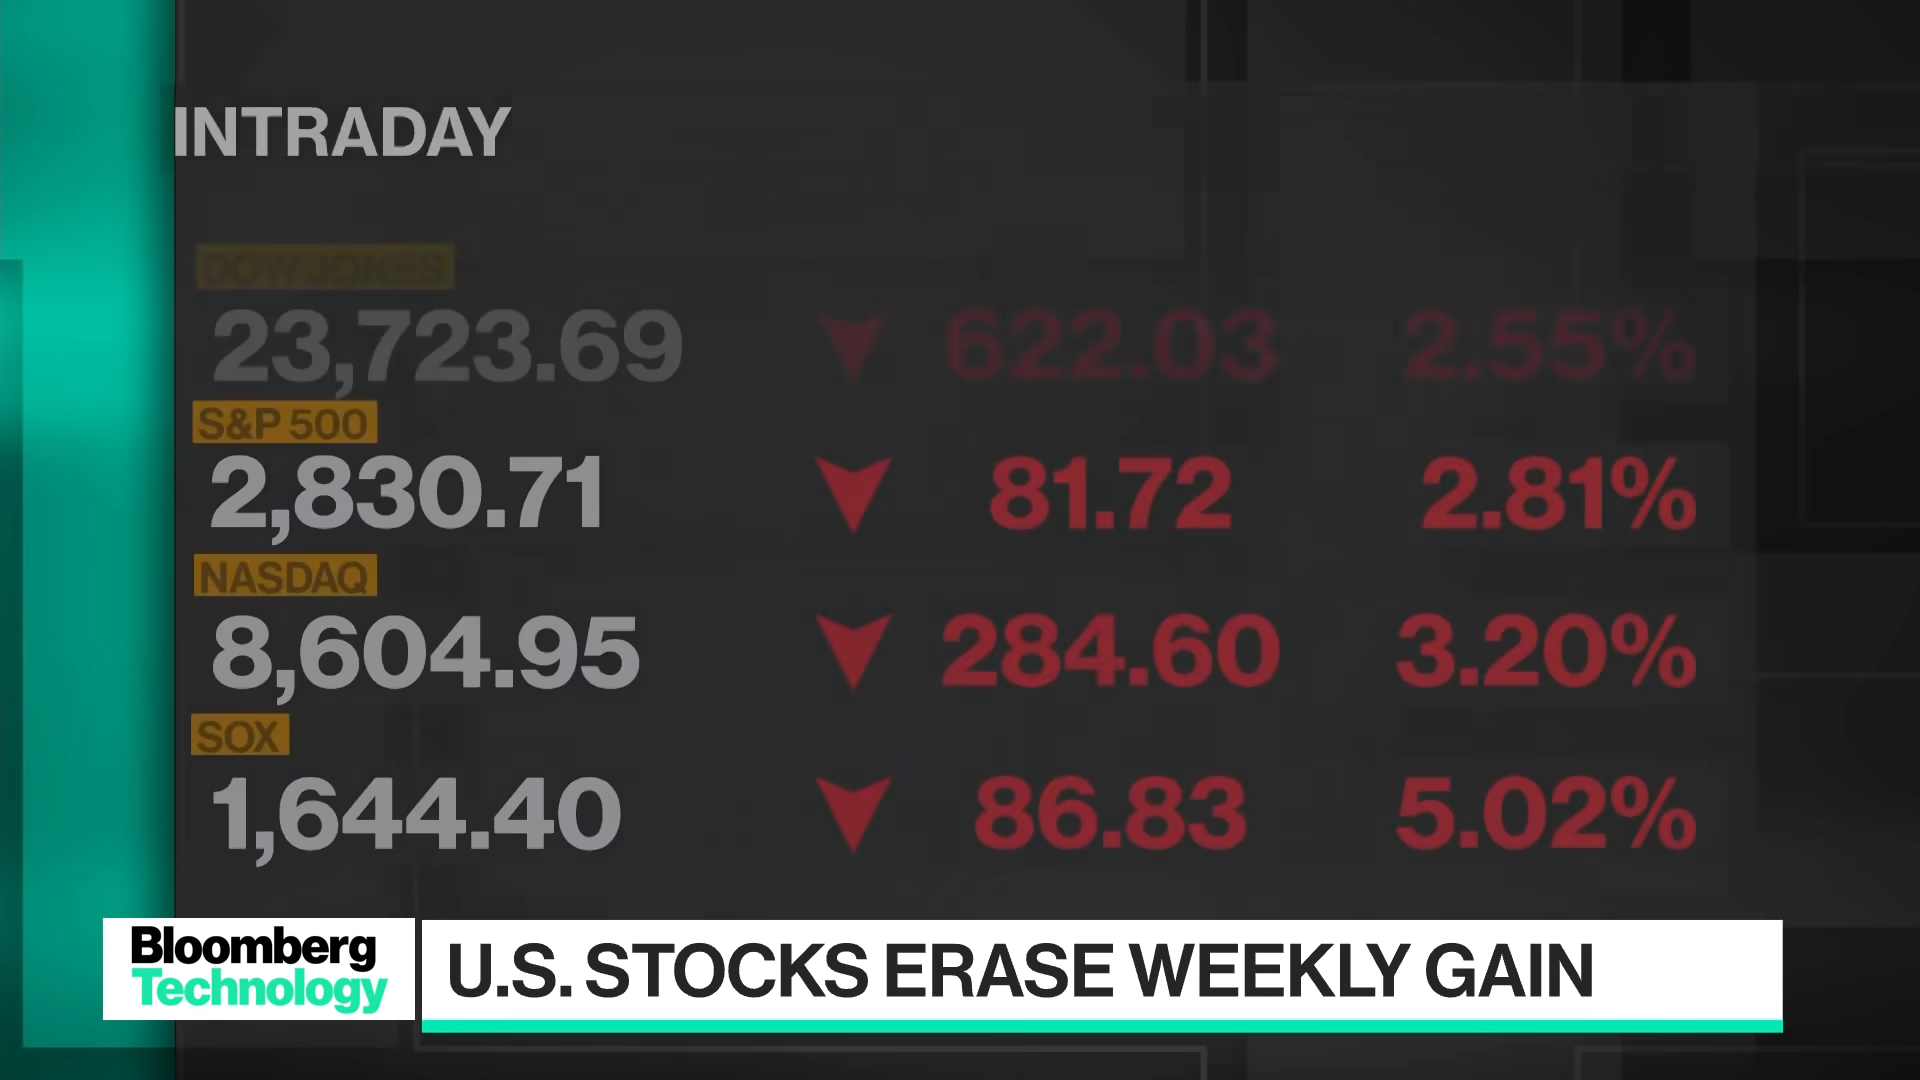 INTRADAY
DOW JONES
23,723.69 622.03 2.55%
S&P 500
2,830.71 81.72 2.81%
NASDAQ
8,604.95 284.60 3.20%
SOX
1,644.40 86.83 5.02%
Bloomberg
Technology
U.S. STOCKS ERASE WEEKLY GAIN